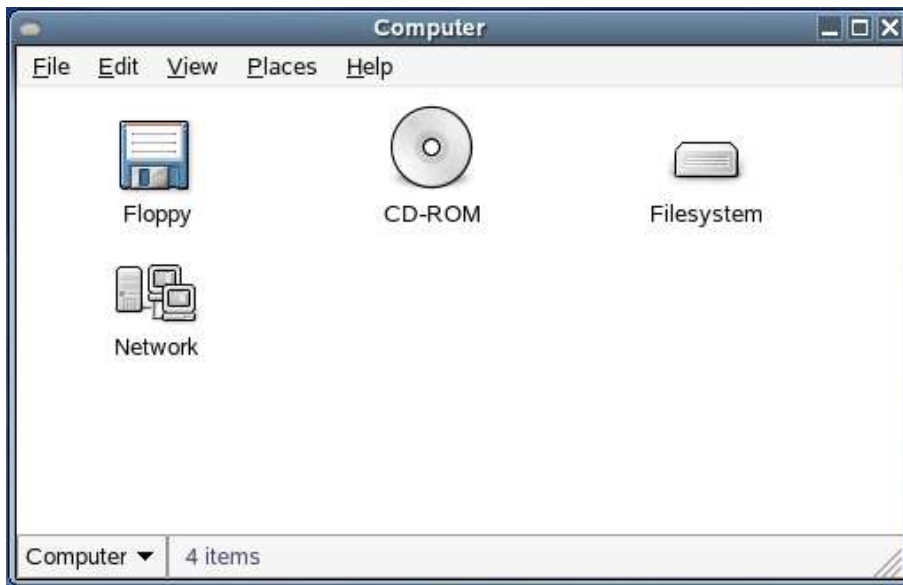 Computer
File Edit View Places Help
Floppy CD-ROM Filesystem
Network
Computer 4 items